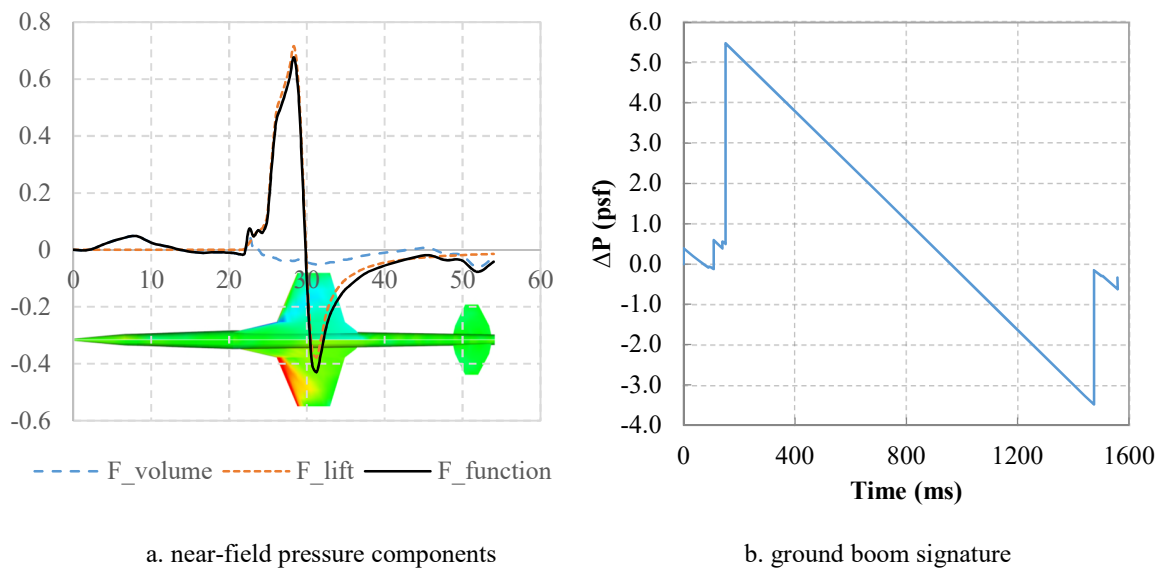 0.8
0.6
0.4
0.2
0
-0.2
-0.4
-0.6
0 10 20 30 40 50 60
F_volume F_lift F_function
a. near-field pressure components
6.0
5.0
4.0
3.0
2.0
1.0
0.0
-1.0
-2.0
-3.0
-4.0
ΔP (psf)
0 400 800 1200 1600
Time (ms)
b. ground boom signature